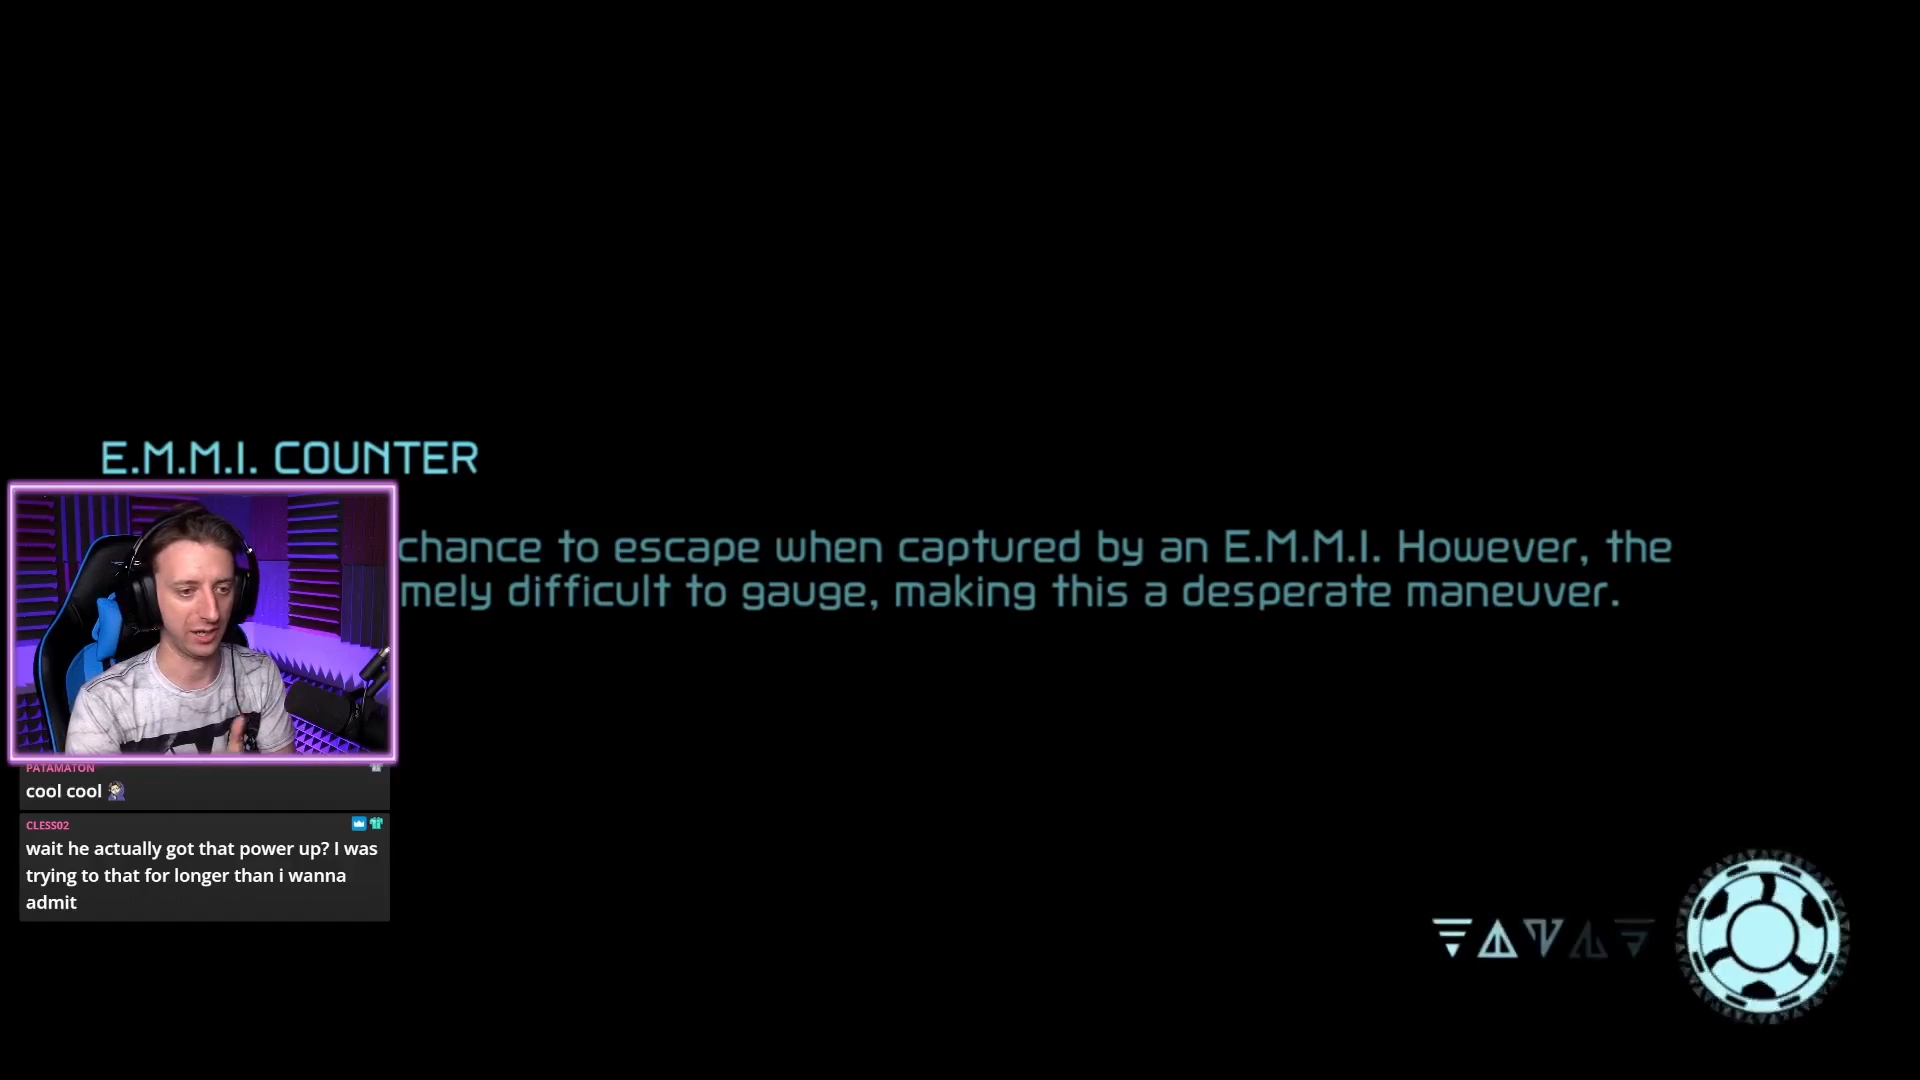 E.M.M.I. COUNTER
chance to escape when captured by an E.M.M.I. However, the
mely difficult to gauge, making this a desperate maneuver.
PATAMATON
cool cool
CLESS02
wait he actually got that power up? I was
trying to that for longer than i wanna
admit